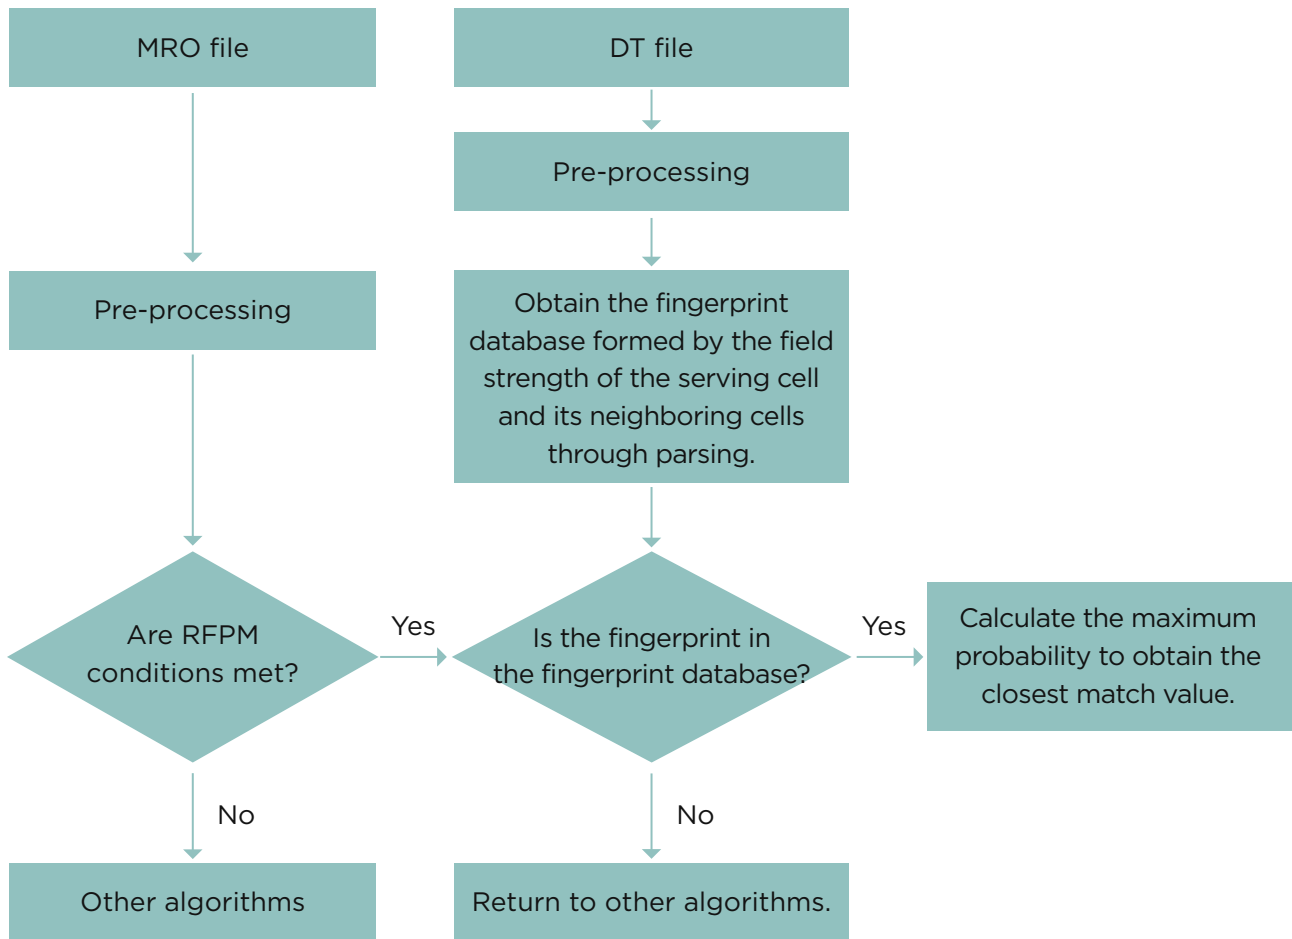 MRO file
DT file
Pre-processing
Pre-processing
Obtain the fingerprint
database formed by the field
strength of the serving cell
and its neighboring cells
through parsing.
Are RFPM
conditions met?
Yes
Is the fingerprint in
the fingerprint database?
Yes
Calculate the maximum
probability to obtain the
closest match value.
No
No
Other algorithms
Return to other algorithms.